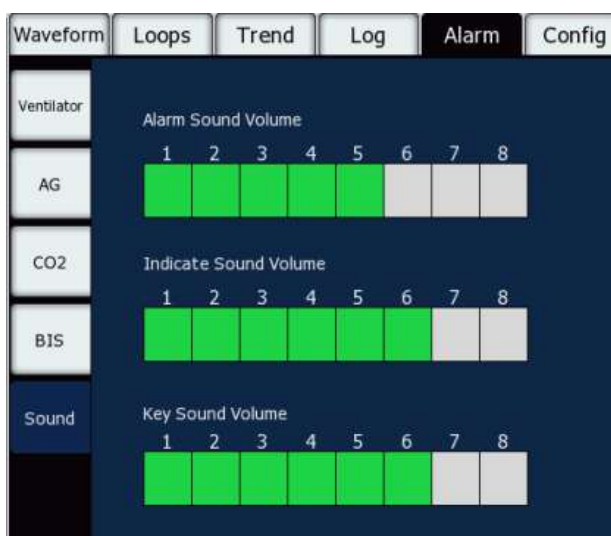 Waveform Loops Trend Log Alarm Config
Ventilator
AG
CO2
BIS
Sound
Alarm Sound Volume
1 2 3 4 5 6 7 8
Indicate Sound Volume
1 2 3 4 5 6 7 8
Key Sound Volume
1 2 3 4 5 6 7 8